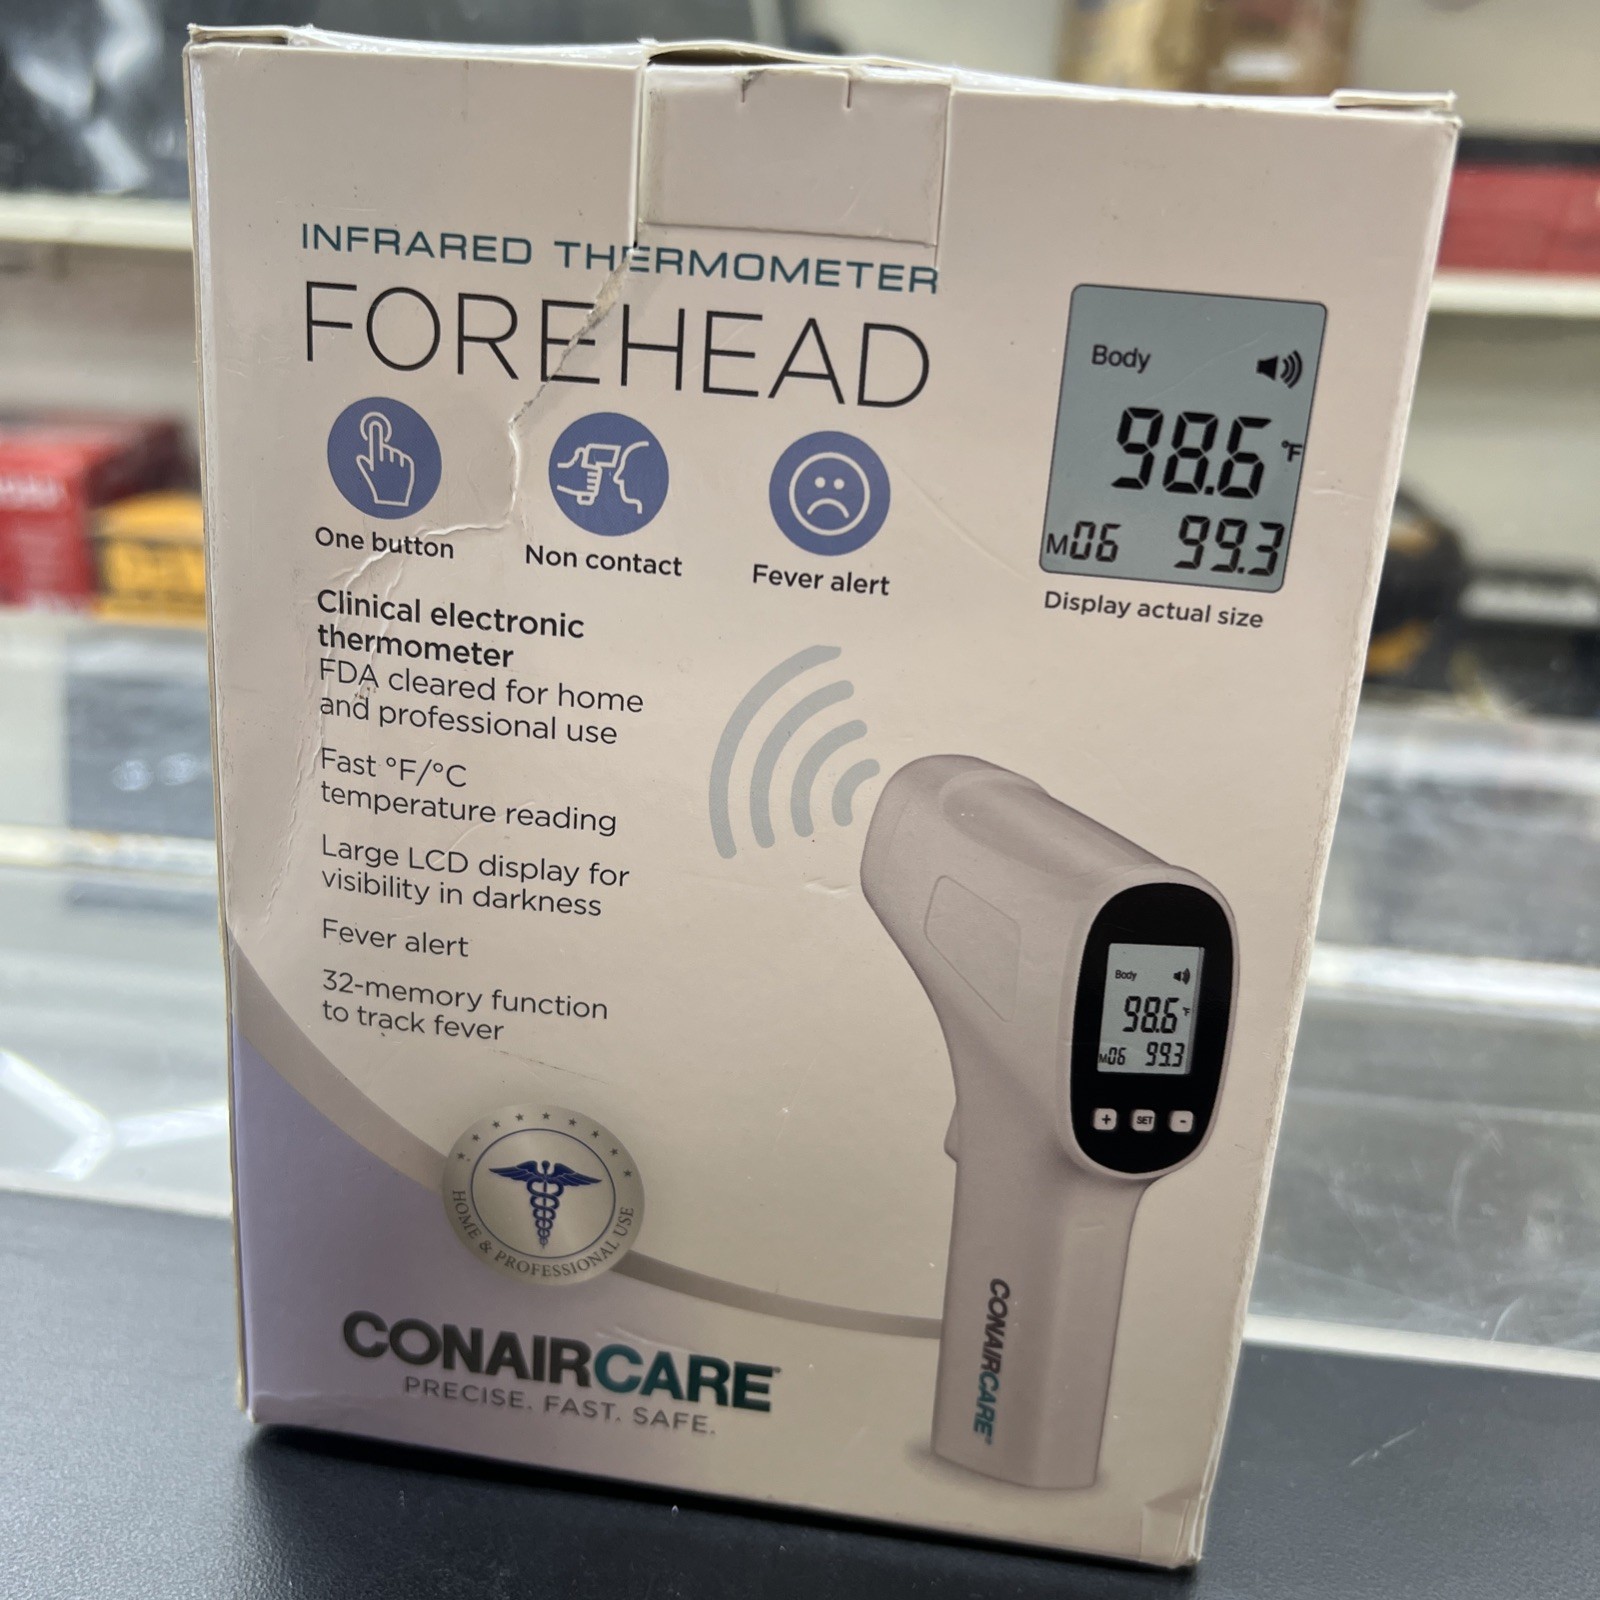 INFRARED THERMOMETER
FOREHEAD
One button
Non contact
Fever alert
Body
98.6 °F
M06 99.3
Display actual size
Clinical electronic
thermometer
FDA cleared for home
and professional use
Fast °F/°C
temperature reading
Large LCD display for
visibility in darkness
Fever alert
32-memory function
to track fever
Body
98.6 °F
M06 99.3
+ SET -
HOME & PROFESSIONAL USE
CONAIRCARE
PRECISE. FAST. SAFE.
CONAIRCARE